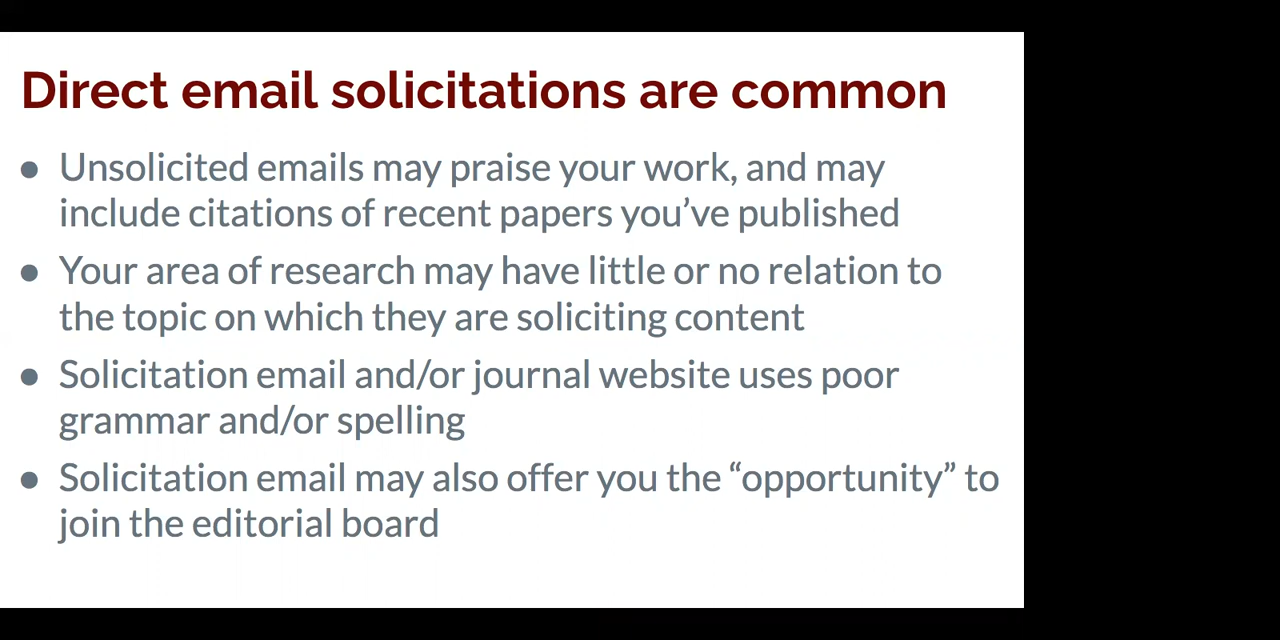 Direct email solicitations are common
● Unsolicited emails may praise your work, and may
include citations of recent papers you’ve published
● Your area of research may have little or no relation to
the topic on which they are soliciting content
● Solicitation email and/or journal website uses poor
grammar and/or spelling
● Solicitation email may also offer you the “opportunity” to
join the editorial board